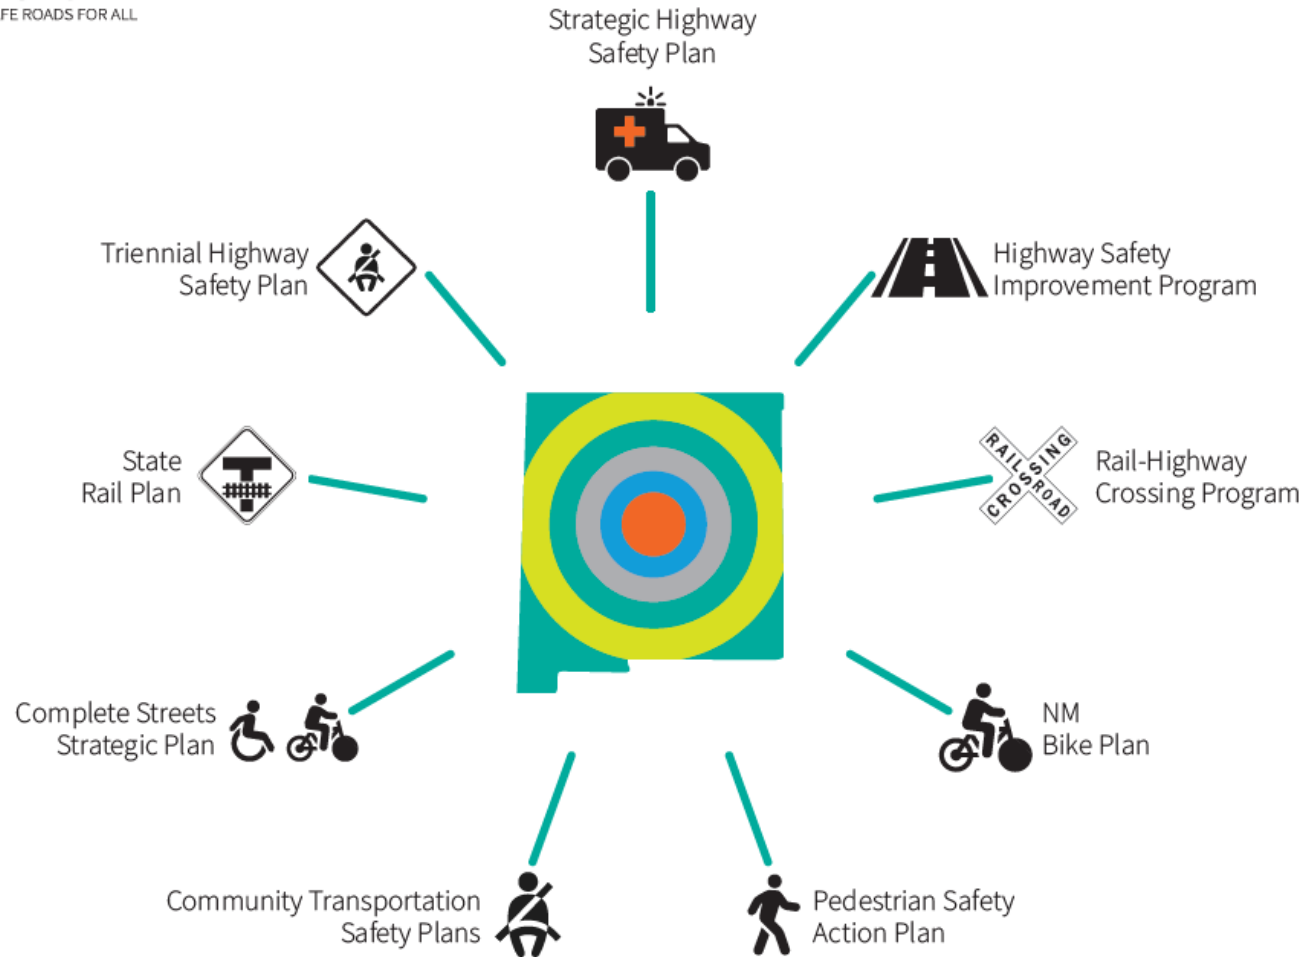 FE ROADS FOR ALL
Strategic Highway
Safety Plan
Triennial Highway
Safety Plan
Highway Safety
Improvement Program
State
Rail Plan
RAILROAD
CROSSING
Rail-Highway
Crossing Program
Complete Streets
Strategic Plan
NM
Bike Plan
Community Transportation
Safety Plans
Pedestrian Safety
Action Plan